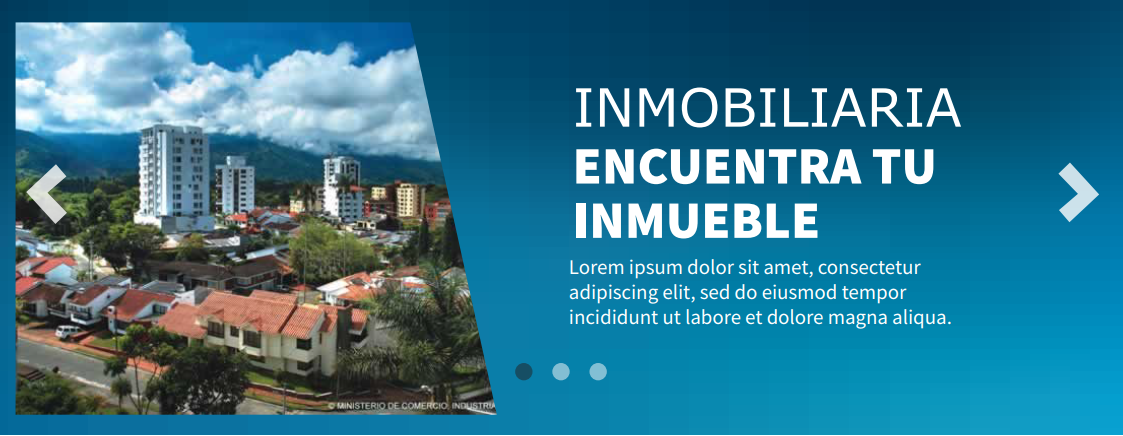 INMOBILIARIA
ENCUENTRA TU
INMUEBLE
Lorem ipsum dolor sit amet, consectetur
adipiscing elit, sed do eiusmod tempor
incididunt ut labore et dolore magna aliqua.
© MINISTERIO DE COMERCIO, INDUSTRIA